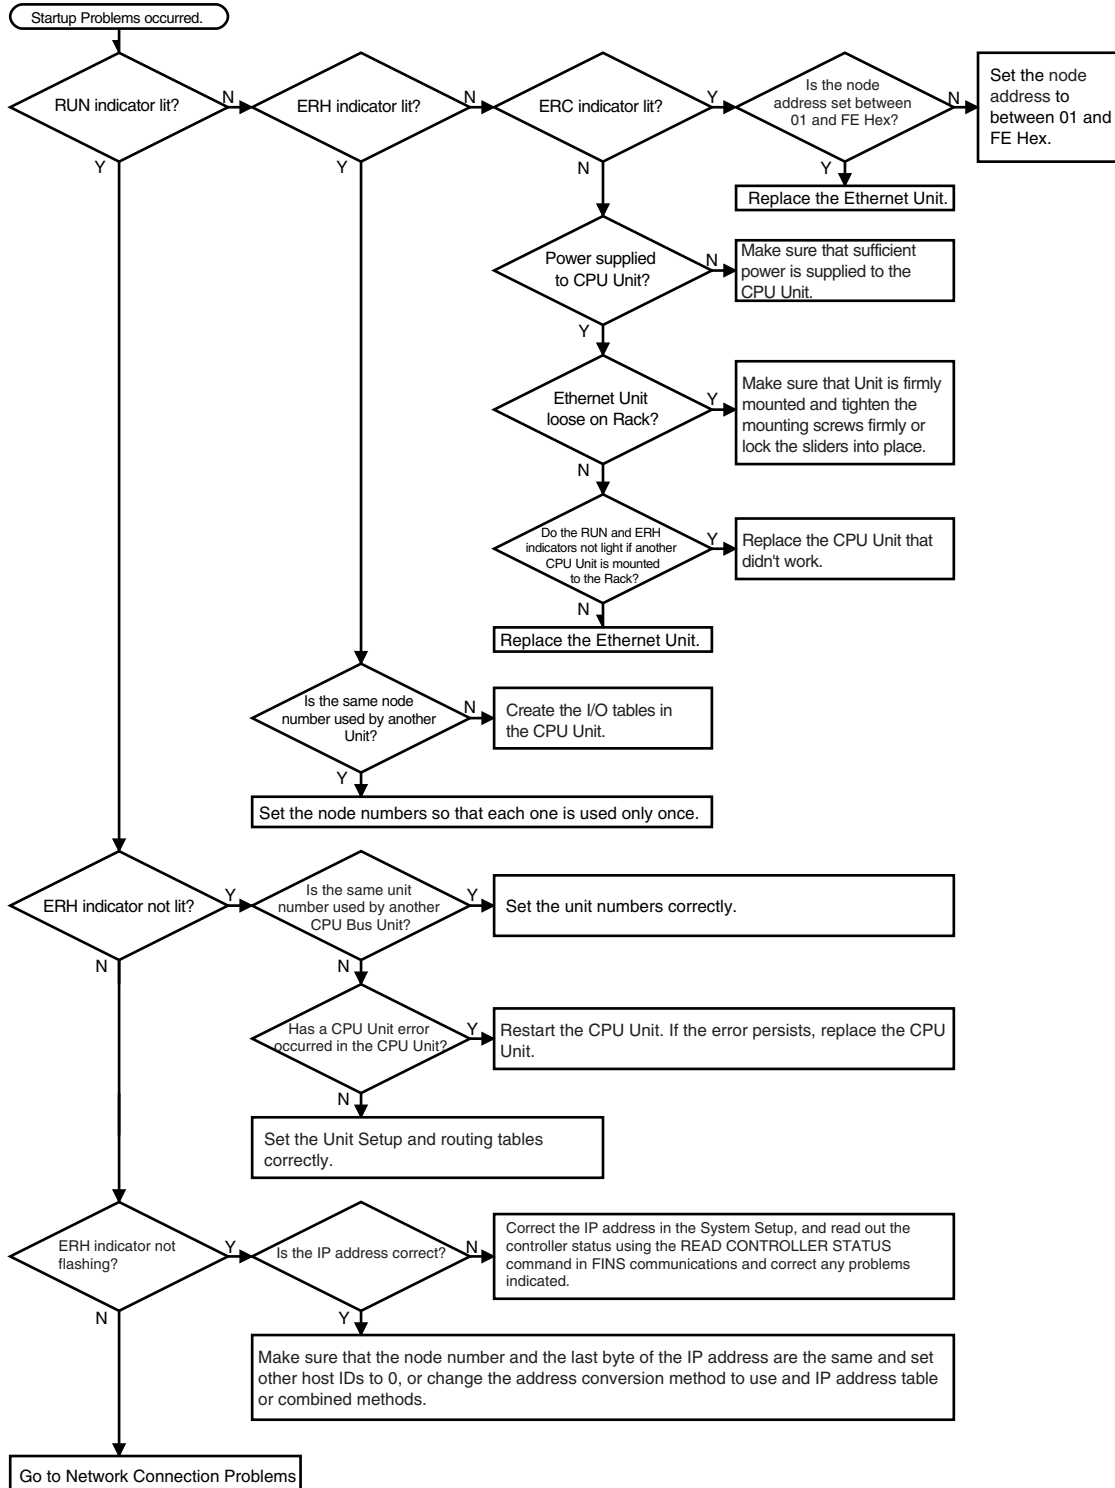 Startup Problems occurred.
RUN indicator lit?
N
ERH indicator lit?
N
ERC indicator lit?
Y
Is the node
address set between
01 and FE Hex?
N
Set the node
address to
between 01 and
FE Hex.
Y
Y
N
Y
Replace the Ethernet Unit.
Power supplied
to CPU Unit?
N
Make sure that sufficient
power is supplied to the
CPU Unit.
Y
Ethernet Unit
loose on Rack?
Y
Make sure that Unit is firmly
mounted and tighten the
mounting screws firmly or
lock the sliders into place.
N
Do the RUN and ERH
indicators not light if another
CPU Unit is mounted
to the Rack?
Y
Replace the CPU Unit that
didn't work.
N
Replace the Ethernet Unit.
Is the same node
number used by another
Unit?
N
Create the I/O tables in
the CPU Unit.
Y
Set the node numbers so that each one is used only once.
ERH indicator not lit?
Y
Is the same unit
number used by another
CPU Bus Unit?
Y
Set the unit numbers correctly.
N
N
Has a CPU Unit error
occurred in the CPU Unit?
Y
Restart the CPU Unit. If the error persists, replace the CPU
Unit.
N
Set the Unit Setup and routing tables
correctly.
ERH indicator not
flashing?
Y
Is the IP address correct?
N
Correct the IP address in the System Setup, and read out the
controller status using the READ CONTROLLER STATUS
command in FINS communications and correct any problems
indicated.
N
Y
Make sure that the node number and the last byte of the IP address are the same and set
other host IDs to 0, or change the address conversion method to use and IP address table
or combined methods.
Go to Network Connection Problems